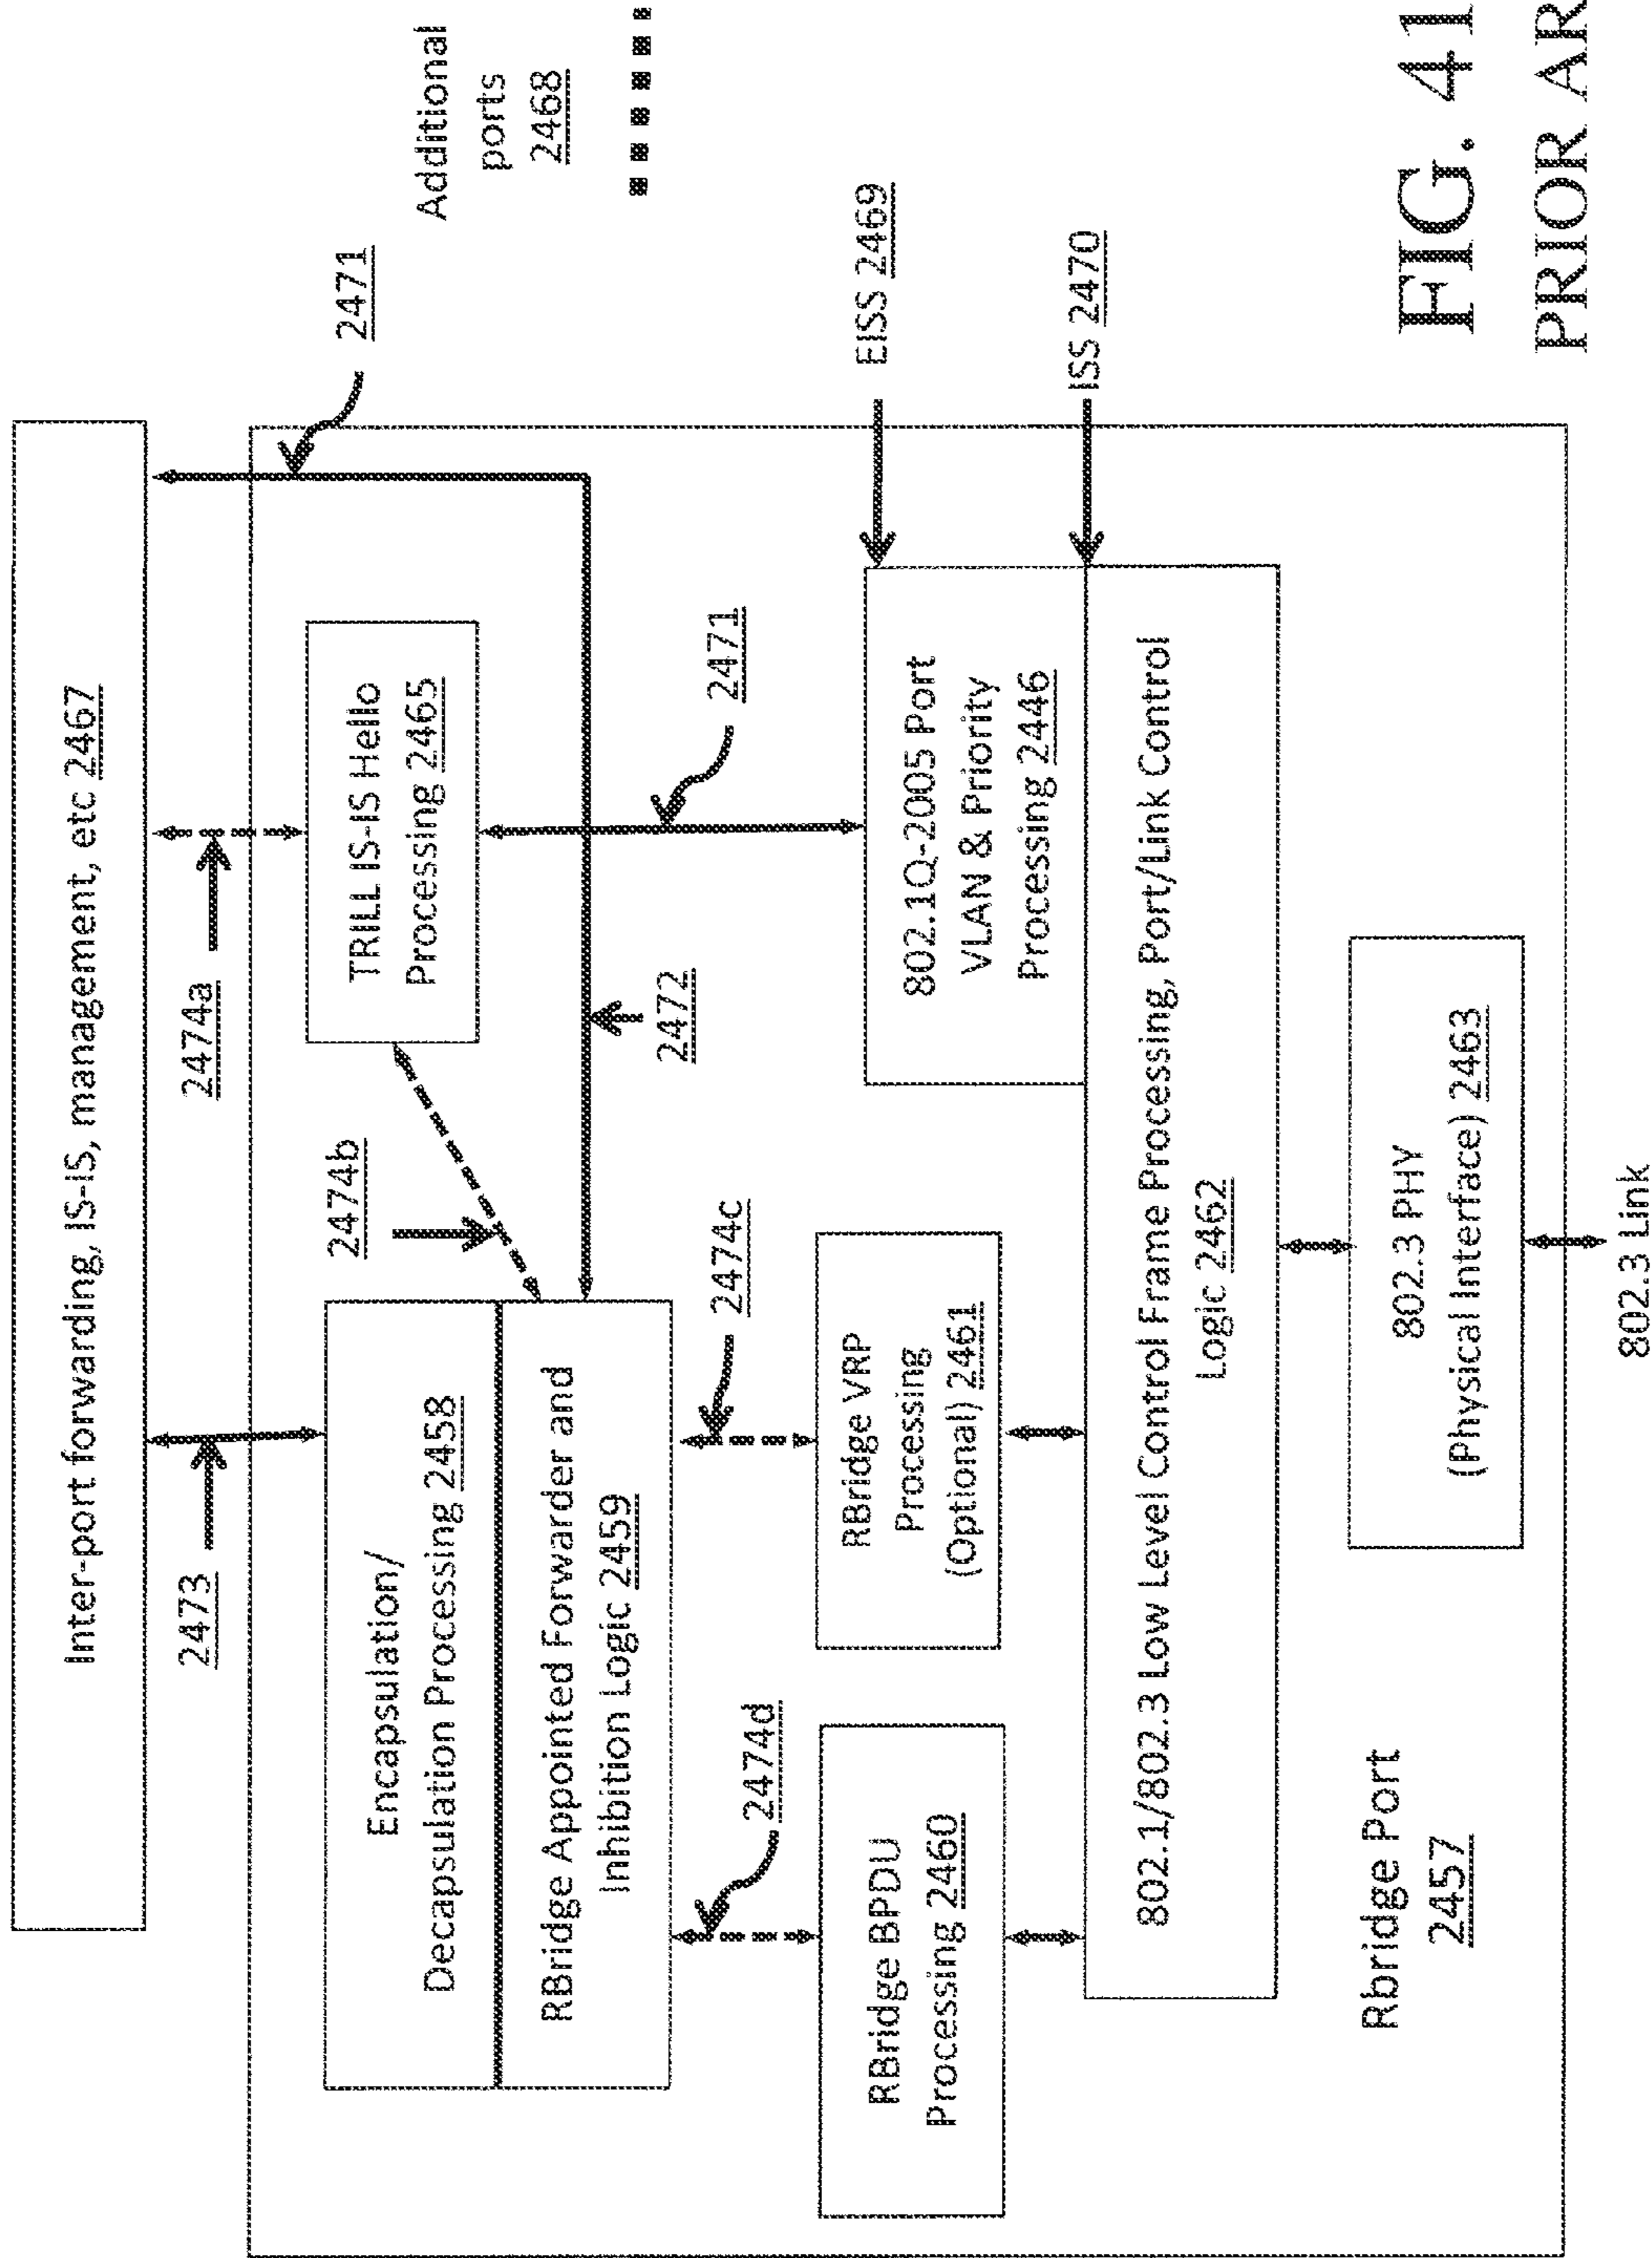 Inter-port forwarding, IS-IS, management, etc 2467
2473
2474a
2471
Additional
ports
2468
Encapsulation/
Decapsulation Processing 2458
RBridge Appointed Forwarder and
Inhibition Logic 2459
2474b
TRILL IS-IS Hello
Processing 2465
2472
2471
2474d
2474c
RBridge BPDU
Processing 2460
RBridge VRP
Processing
(Optional) 2461
802.1Q-2005 Port
VLAN & Priority
Processing 2446
EISS 2469
ISS 2470
802.1/802.3 Low Level Control Frame Processing, Port/Link Control
Logic 2462
Rbridge Port
2457
802.3 PHY
(Physical Interface) 2463
802.3 Link
FIG. 41
PRIOR AR